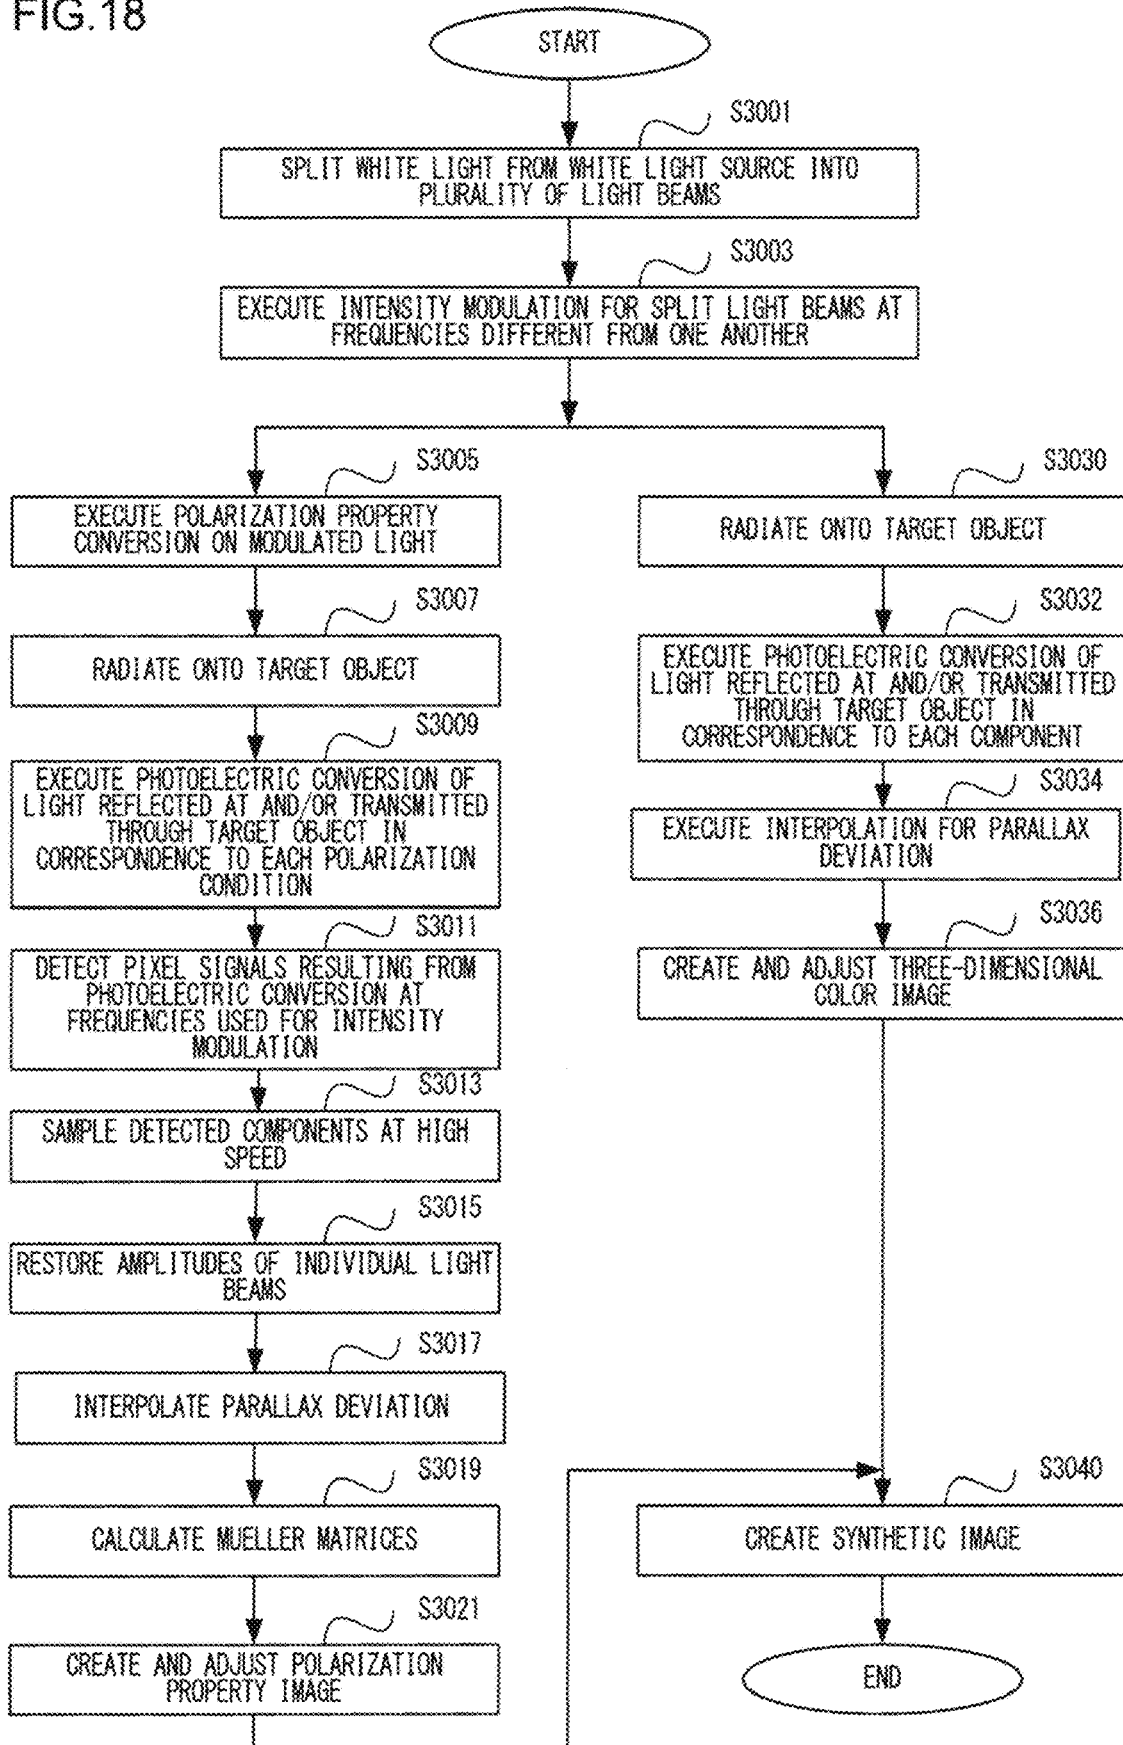 FIG.18
START
S3001
SPLIT WHITE LIGHT FROM WHITE LIGHT SOURCE INTO
PLURALITY OF LIGHT BEAMS
S3003
EXECUTE INTENSITY MODULATION FOR SPLIT LIGHT BEAMS AT
FREQUENCIES DIFFERENT FROM ONE ANOTHER
S3005
EXECUTE POLARIZATION PROPERTY
CONVERSION ON MODULATED LIGHT
S3007
RADIATE ONTO TARGET OBJECT
S3009
EXECUTE PHOTOELECTRIC CONVERSION OF
LIGHT REFLECTED AT AND/OR TRANSMITTED
THROUGH TARGET OBJECT IN
CORRESPONDENCE TO EACH POLARIZATION
CONDITION
S3011
DETECT PIXEL SIGNALS RESULTING FROM
PHOTOELECTRIC CONVERSION AT
FREQUENCIES USED FOR INTENSITY
MODULATION
S3013
SAMPLE DETECTED COMPONENTS AT HIGH
SPEED
S3015
RESTORE AMPLITUDES OF INDIVIDUAL LIGHT
BEAMS
S3017
INTERPOLATE PARALLAX DEVIATION
S3019
CALCULATE MUELLER MATRICES
S3021
CREATE AND ADJUST POLARIZATION
PROPERTY IMAGE
S3030
RADIATE ONTO TARGET OBJECT
S3032
EXECUTE PHOTOELECTRIC CONVERSION OF
LIGHT REFLECTED AT AND/OR TRANSMITTED
THROUGH TARGET OBJECT IN
CORRESPONDENCE TO EACH COMPONENT
S3034
EXECUTE INTERPOLATION FOR PARALLAX
DEVIATION
S3036
CREATE AND ADJUST THREE-DIMENSIONAL
COLOR IMAGE
S3040
CREATE SYNTHETIC IMAGE
END